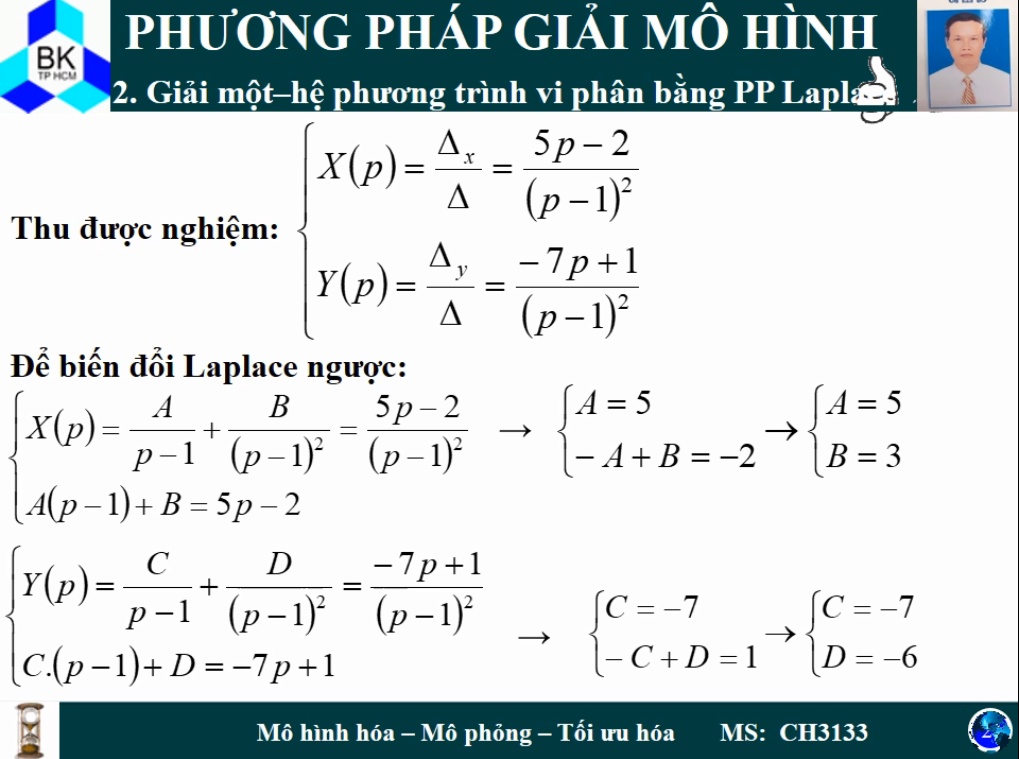 BK
TP HCM
PHƯƠNG PHÁP GIẢI MÔ HÌNH
2. Giải một–hệ phương trình vi phân bằng PP Laplace
Thu được nghiệm:
X(p) = Δx/Δ = (5p − 2)/(p − 1)²
Y(p) = Δy/Δ = (−7p + 1)/(p − 1)²
Để biến đổi Laplace ngược:
X(p) = A/(p − 1) + B/(p − 1)² = (5p − 2)/(p − 1)² → { A = 5 → { A = 5
A(p − 1) + B = 5p − 2 { − A + B = −2 { B = 3
Y(p) = C/(p − 1) + D/(p − 1)² = (−7p + 1)/(p − 1)² → { C = −7 → { C = −7
C.(p − 1) + D = −7p + 1 { − C + D = 1 { D = −6
Mô hình hóa – Mô phỏng – Tối ưu hóa MS: CH3133
2